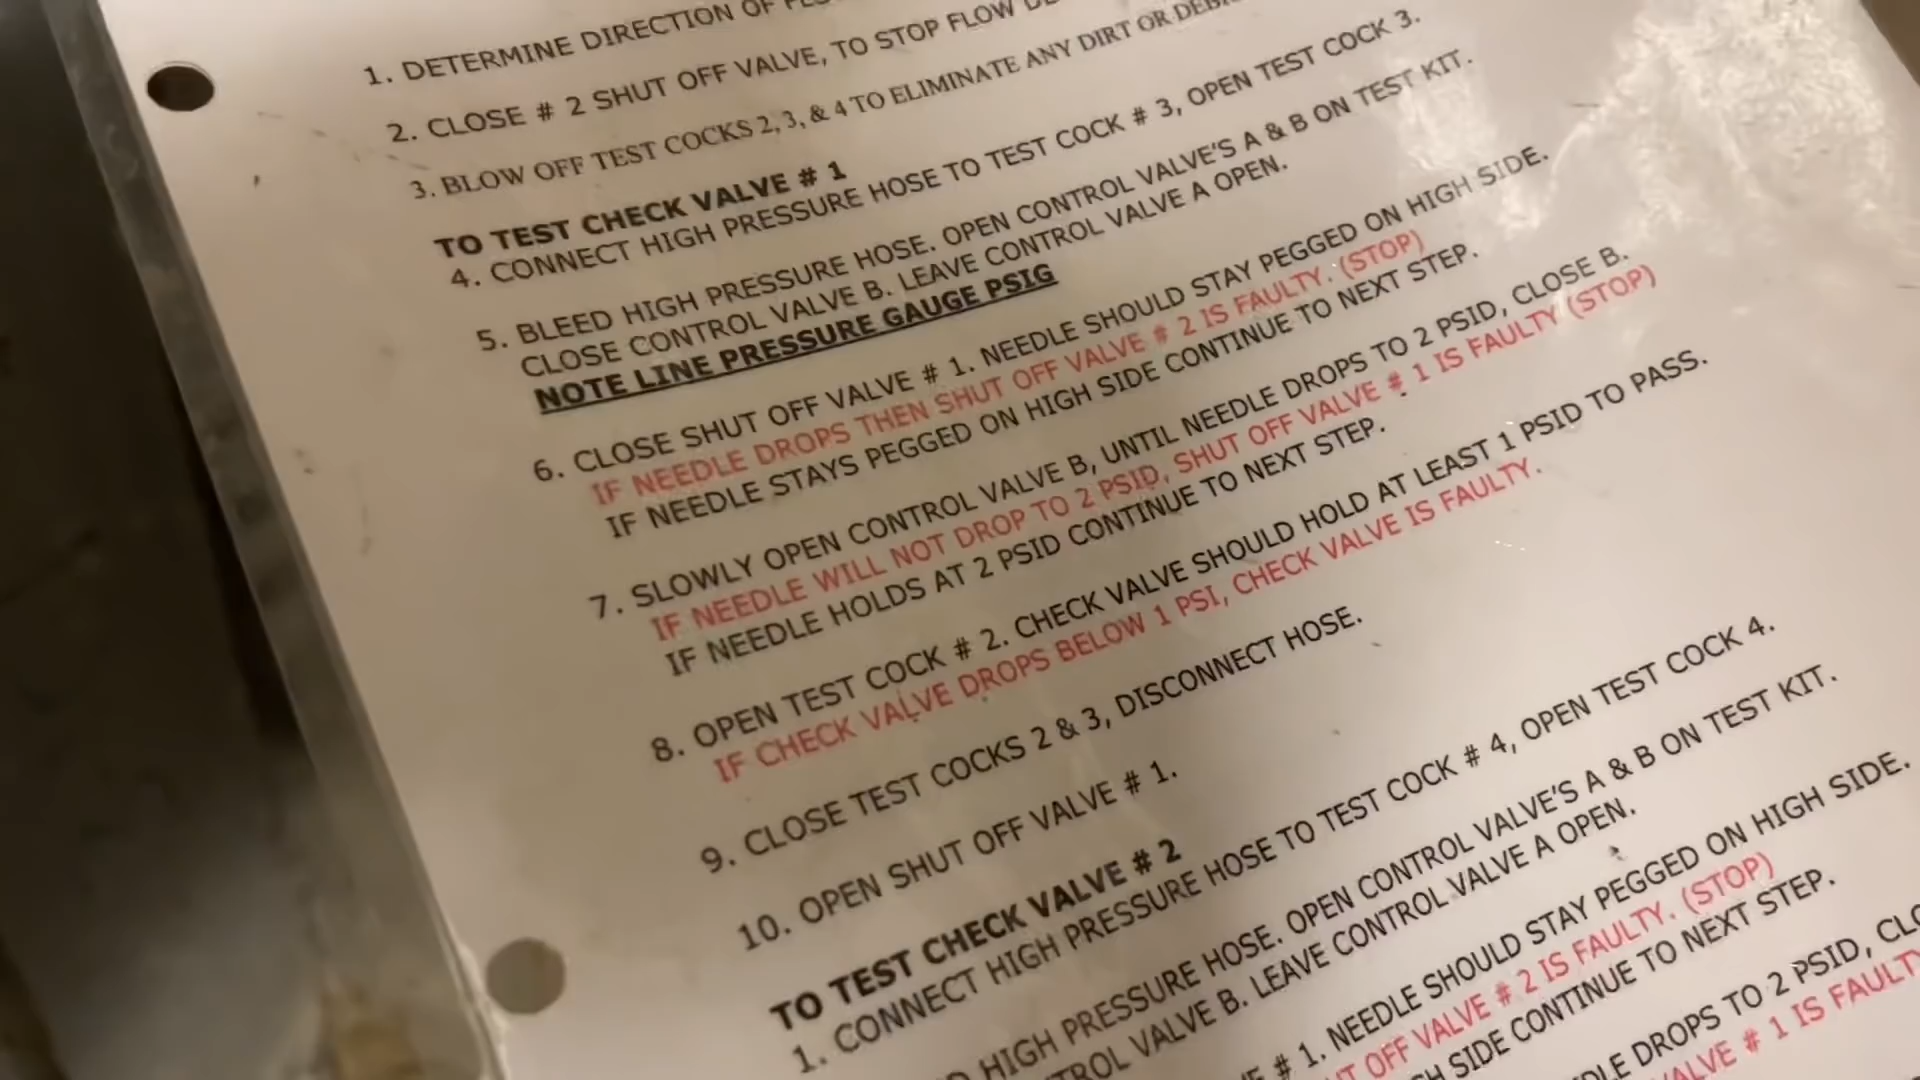 1. DETERMINE DIRECTION OF
2. CLOSE # 2 SHUT OFF VALVE, TO STOP FLOW
3. BLOW OFF TEST COCKS 2, 3, & 4 TO ELIMINATE ANY DIRT OR
TO TEST CHECK VALVE # 1
4. CONNECT HIGH PRESSURE HOSE TO TEST COCK # 3, OPEN TEST COCK 3.
5. BLEED HIGH PRESSURE HOSE. OPEN CONTROL VALVE'S A & B ON TEST KIT.
CLOSE CONTROL VALVE B. LEAVE CONTROL VALVE A OPEN.
NOTE LINE PRESSURE GAUGE PSIG
6. CLOSE SHUT OFF VALVE # 1. NEEDLE SHOULD STAY PEGGED ON HIGH SIDE.
IF NEEDLE DROPS THEN SHUT OFF VALVE # 2 IS FAULTY. (STOP)
IF NEEDLE STAYS PEGGED ON HIGH SIDE CONTINUE TO NEXT STEP.
7. SLOWLY OPEN CONTROL VALVE B, UNTIL NEEDLE DROPS TO 2 PSID, CLOSE B.
IF NEEDLE WILL NOT DROP TO 2 PSID, SHUT OFF VALVE # 1 IS FAULTY (STOP)
IF NEEDLE HOLDS AT 2 PSID CONTINUE TO NEXT STEP.
8. OPEN TEST COCK # 2. CHECK VALVE SHOULD HOLD AT LEAST 1 PSID TO PASS.
IF CHECK VALVE DROPS BELOW 1 PSI, CHECK VALVE IS FAULTY.
9. CLOSE TEST COCKS 2 & 3, DISCONNECT HOSE.
10. OPEN SHUT OFF VALVE # 1.
TO TEST CHECK VALVE # 2
1. CONNECT HIGH PRESSURE HOSE TO TEST COCK # 4, OPEN TEST COCK 4.
HIGH PRESSURE HOSE. OPEN CONTROL VALVE'S A & B ON TEST KIT.
VALVE B. LEAVE CONTROL VALVE A OPEN.
# 1. NEEDLE SHOULD STAY PEGGED ON HIGH SIDE.
OFF VALVE # 2 IS FAULTY. (STOP)
SIDE CONTINUE TO NEXT STEP.
DROPS TO 2 PSID,
# 1 IS